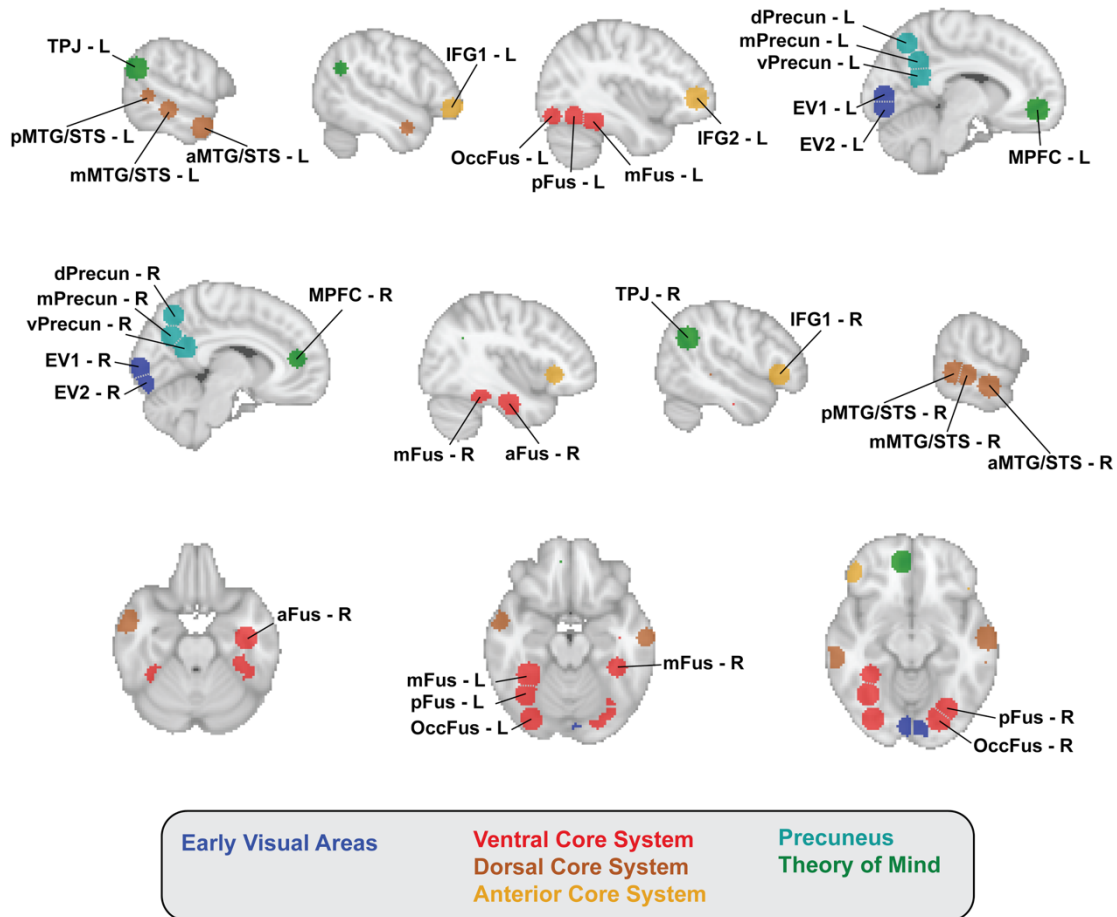 TPJ - L
pMTG/STS - L
mMTG/STS - L
aMTG/STS - L
IFG1 - L
OccFus - L
pFus - L
mFus - L
IFG2 - L
dPrecun - L
mPrecun - L
vPrecun - L
EV1 - L
EV2 - L
MPFC - L
dPrecun - R
mPrecun - R
vPrecun - R
EV1 - R
EV2 - R
MPFC - R
mFus - R
aFus - R
TPJ - R
IFG1 - R
pMTG/STS - R
mMTG/STS - R
aMTG/STS - R
aFus - R
mFus - L
pFus - L
OccFus - L
mFus - R
pFus - R
OccFus - R
Early Visual Areas
Ventral Core System
Dorsal Core System
Anterior Core System
Precuneus
Theory of Mind